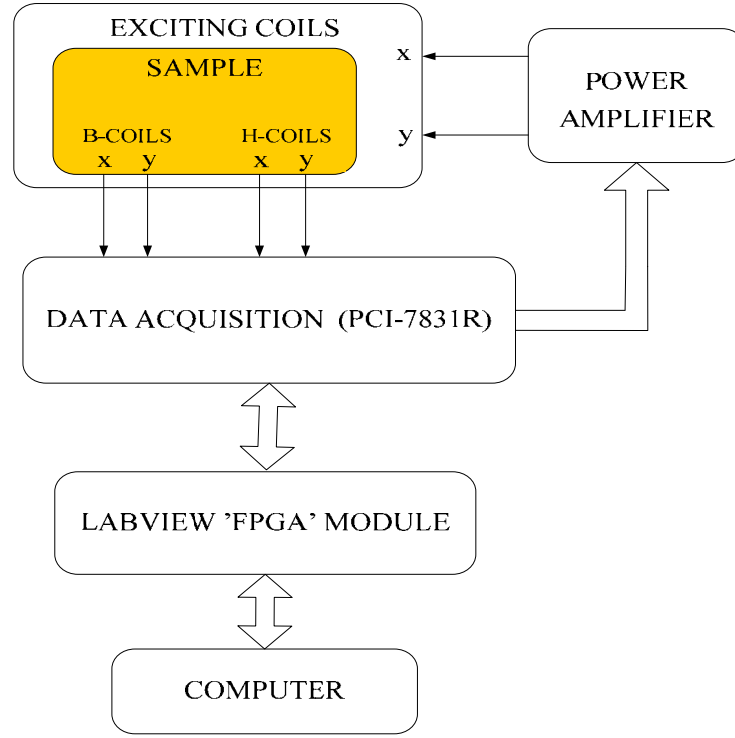 EXCITING COILS
SAMPLE
B-COILS
x y
H-COILS
x y
x
y
POWER
AMPLIFIER
DATA ACQUISITION (PCI-7831R)
LABVIEW ’FPGA’ MODULE
COMPUTER